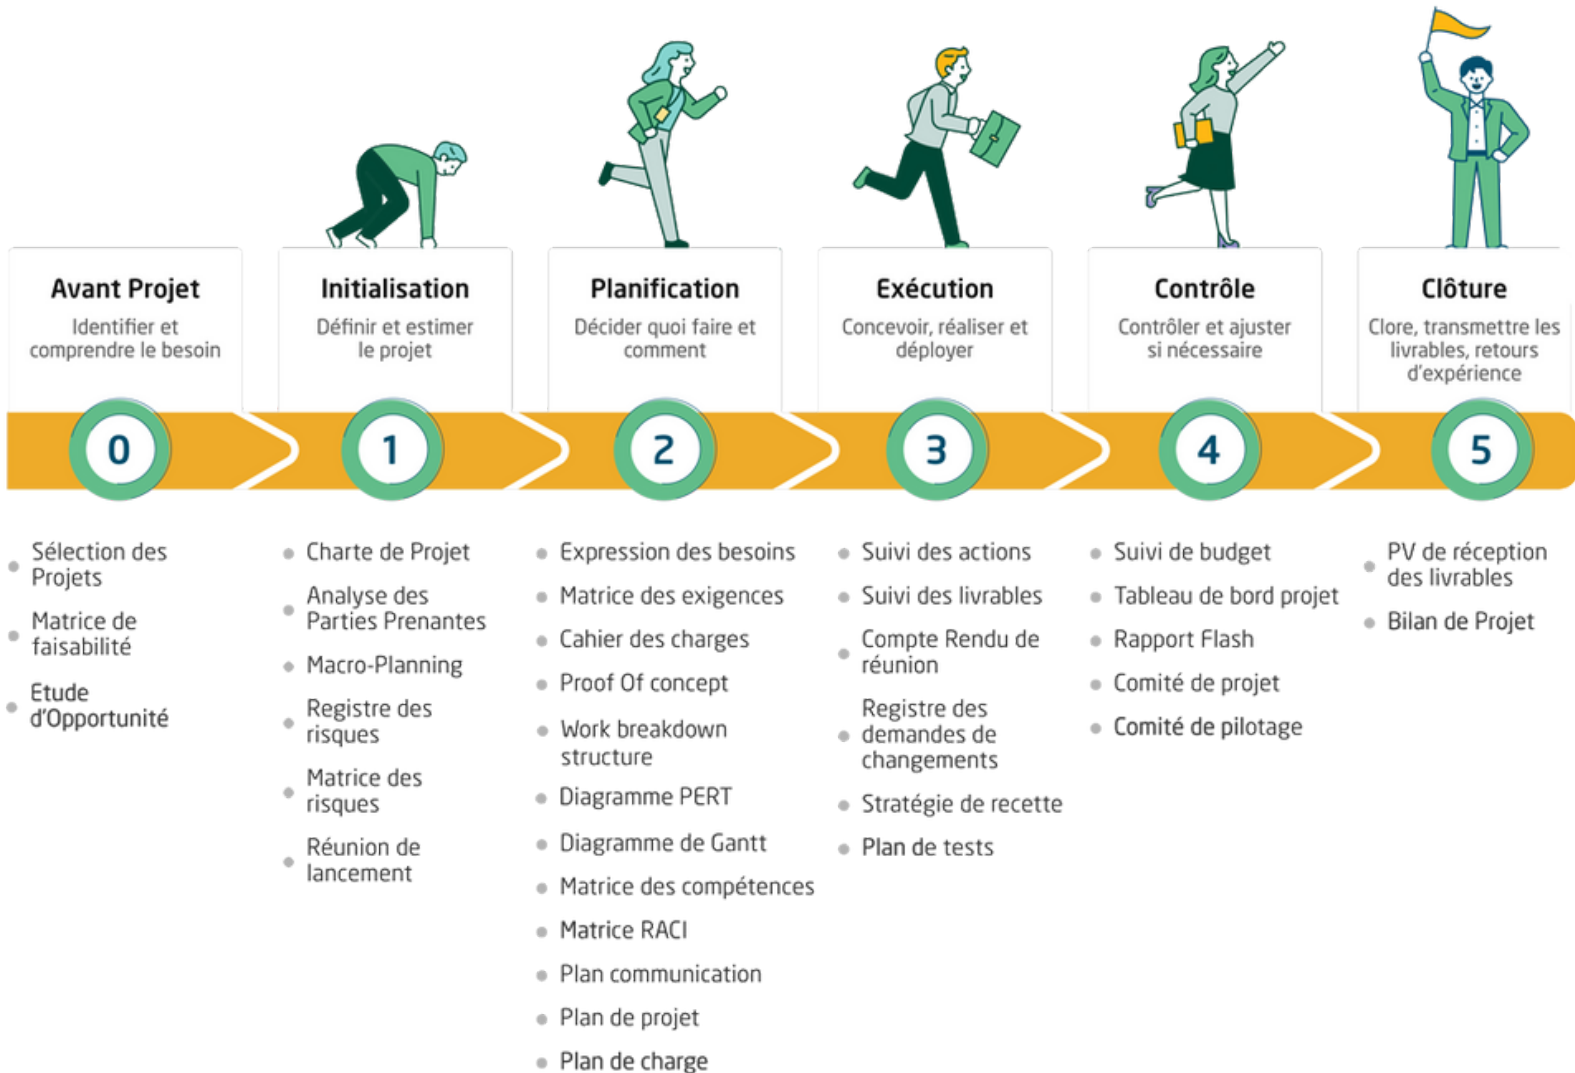 Avant Projet
Identifier et
comprendre le besoin
Initialisation
Définir et estimer
le projet
Planification
Décider quoi faire et
comment
Exécution
Concevoir, réaliser et
déployer
Contrôle
Contrôler et ajuster
si nécessaire
Clôture
Clore, transmettre les
livrables, retours
d'expérience
0
1
2
3
4
5
Sélection des
Projets
Matrice de
faisabilité
Etude
d'Opportunité
Charte de Projet
Analyse des
Parties Prenantes
Macro-Planning
Registre des
risques
Matrice des
risques
Réunion de
lancement
Expression des besoins
Matrice des exigences
Cahier des charges
Proof Of concept
Work breakdown
structure
Diagramme PERT
Diagramme de Gantt
Matrice des compétences
Matrice RACI
Plan communication
Plan de projet
Plan de charge
Suivi des actions
Suivi des livrables
Compte Rendu de
réunion
Registre des
demandes de
changements
Stratégie de recette
Plan de tests
Suivi de budget
Tableau de bord projet
Rapport Flash
Comité de projet
Comité de pilotage
PV de réception
des livrables
Bilan de Projet